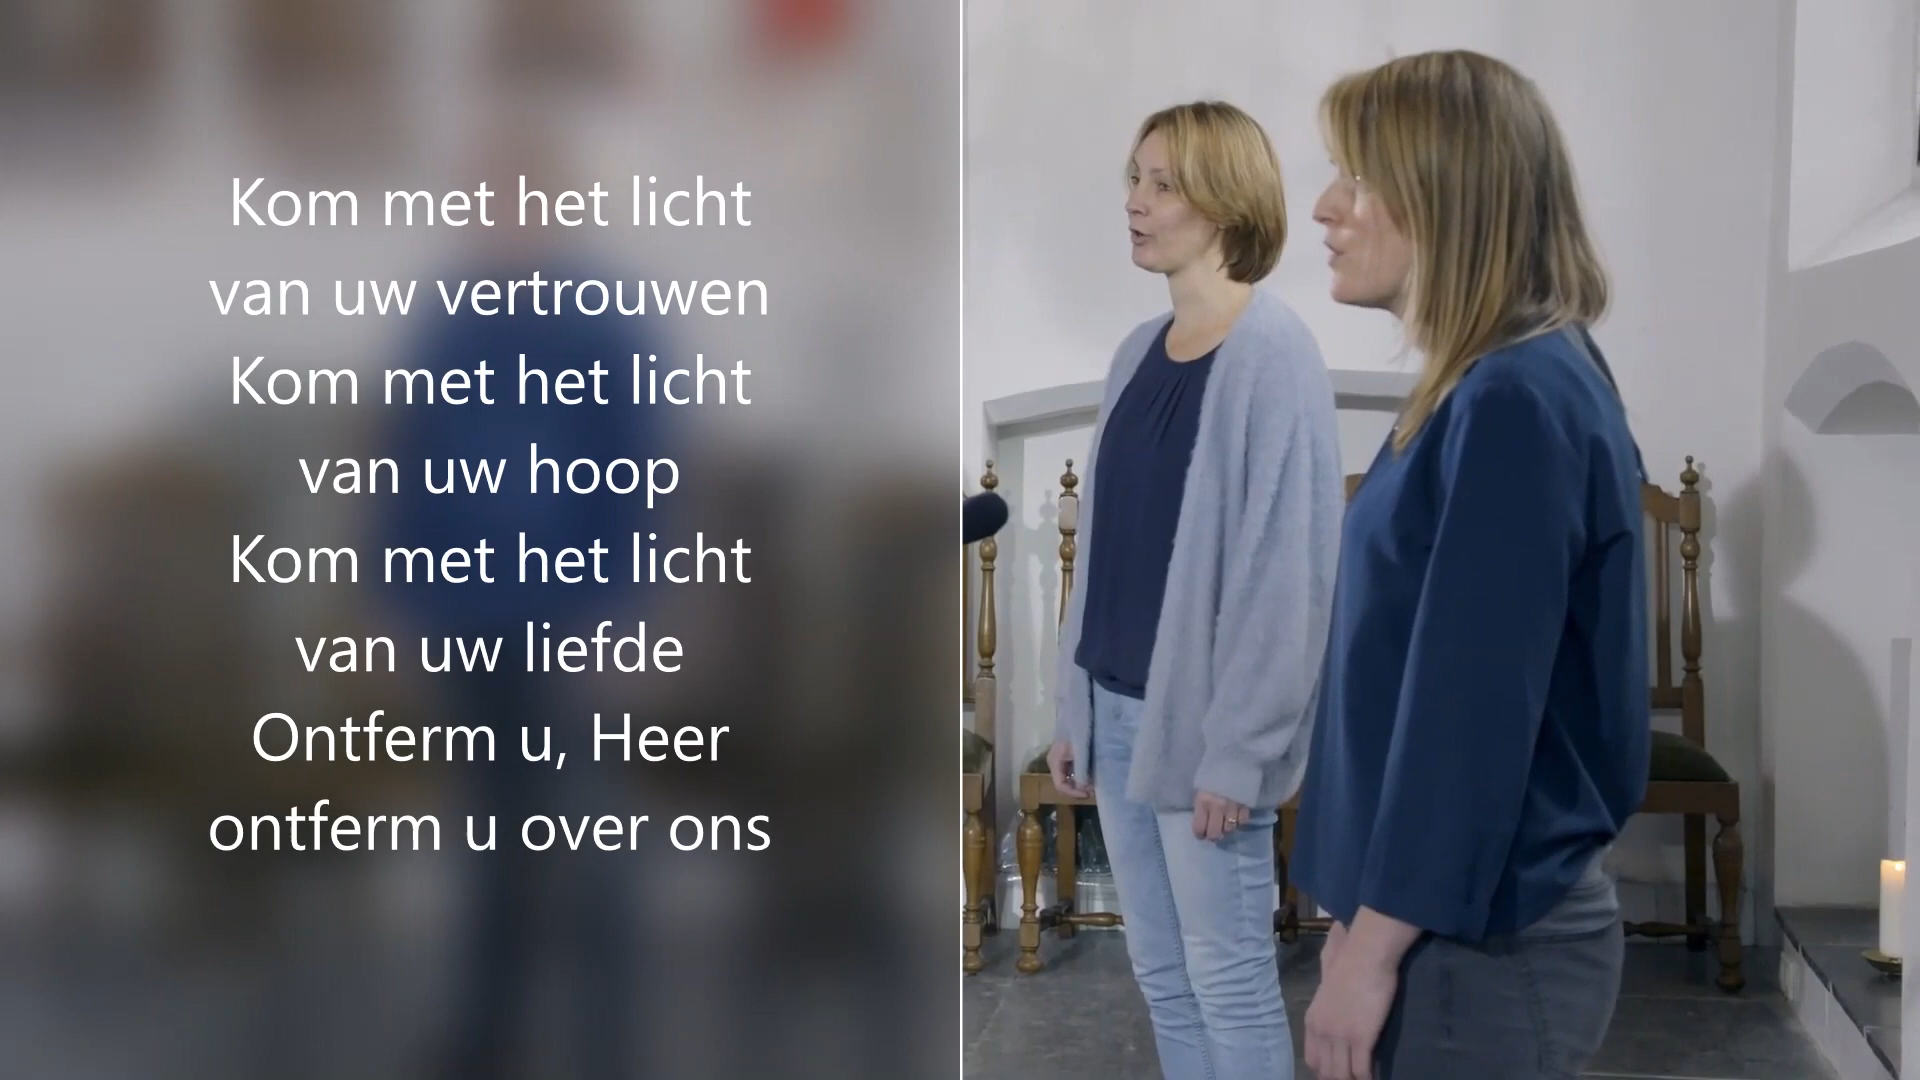 Kom met het licht
van uw vertrouwen
Kom met het licht
van uw hoop
Kom met het licht
van uw liefde
Ontferm u, Heer
ontferm u over ons